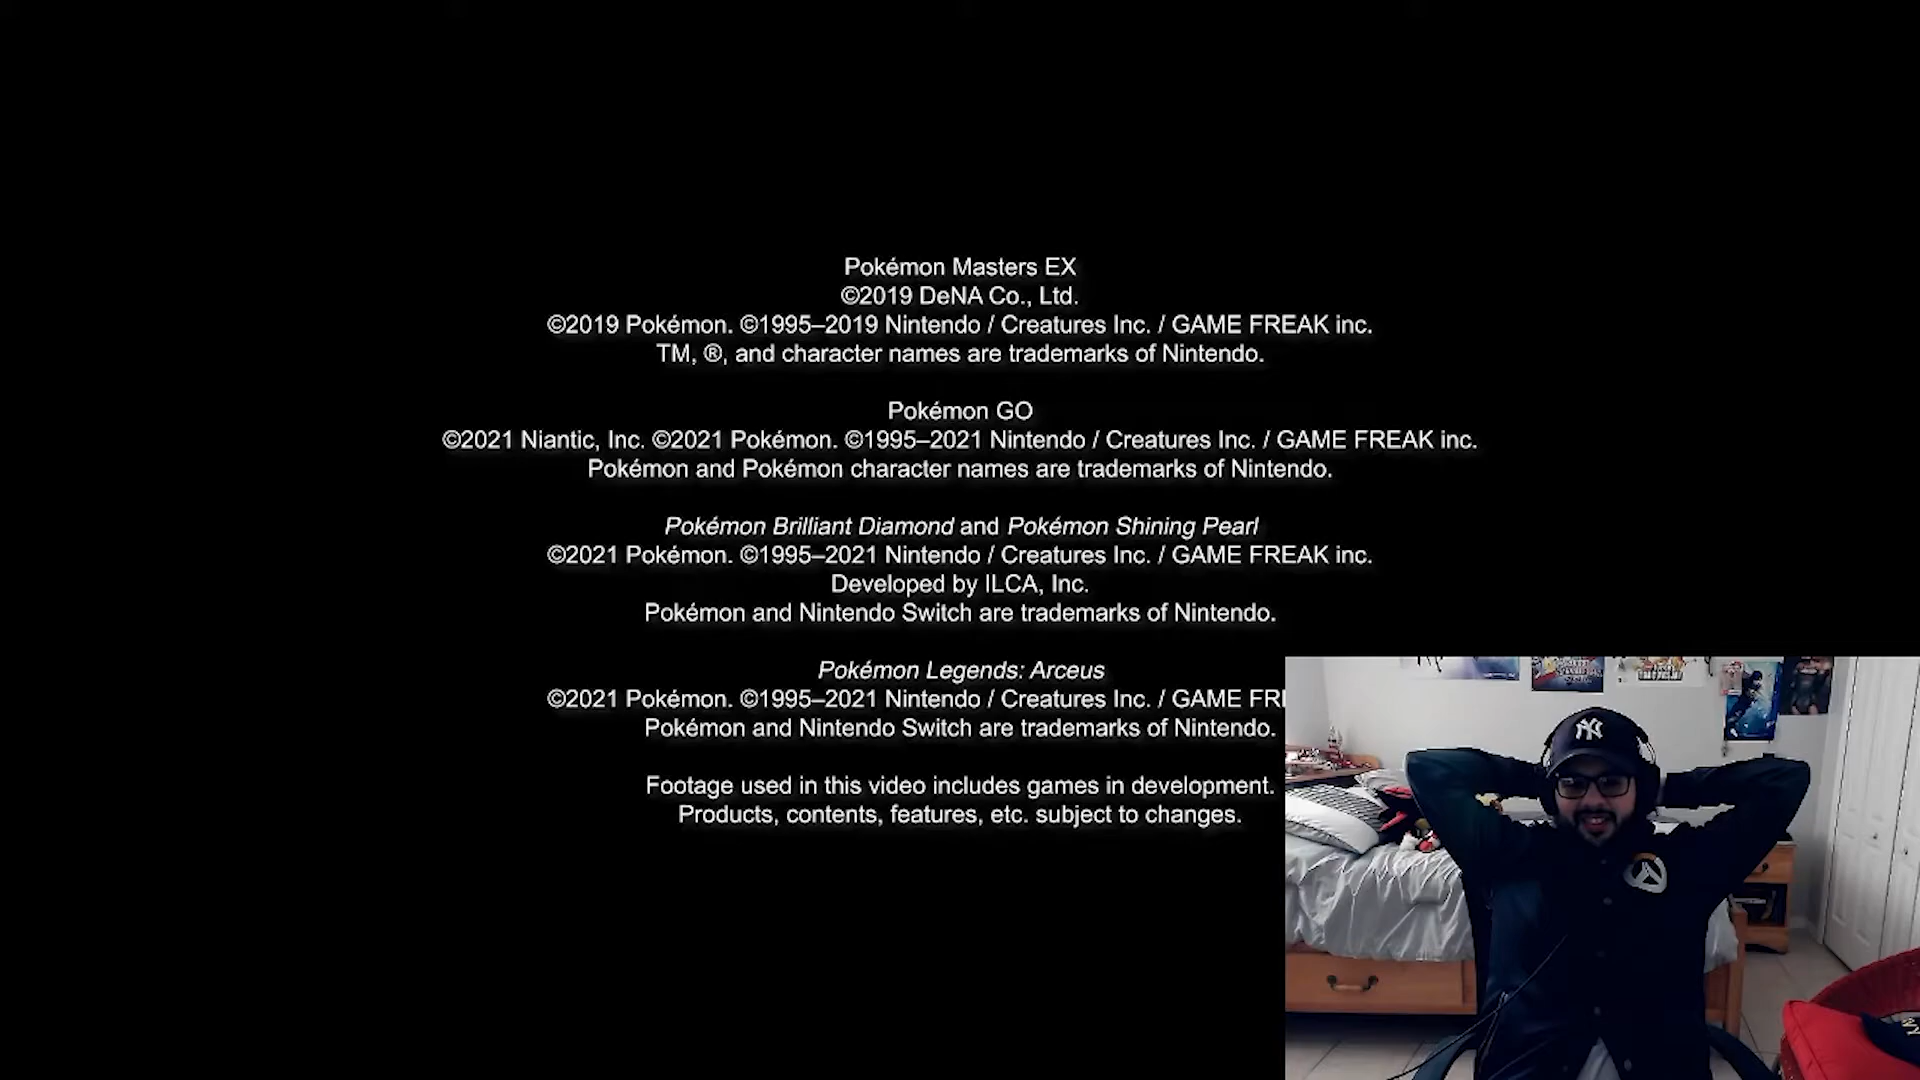 Pokémon Masters EX
©2019 DeNA Co., Ltd.
©2019 Pokémon. ©1995–2019 Nintendo / Creatures Inc. / GAME FREAK inc.
TM, ®, and character names are trademarks of Nintendo.
Pokémon GO
©2021 Niantic, Inc. ©2021 Pokémon. ©1995–2021 Nintendo / Creatures Inc. / GAME FREAK inc.
Pokémon and Pokémon character names are trademarks of Nintendo.
Pokémon Brilliant Diamond and Pokémon Shining Pearl
©2021 Pokémon. ©1995–2021 Nintendo / Creatures Inc. / GAME FREAK inc.
Developed by ILCA, Inc.
Pokémon and Nintendo Switch are trademarks of Nintendo.
Pokémon Legends: Arceus
©2021 Pokémon. ©1995–2021 Nintendo / Creatures Inc. / GAME FR
Pokémon and Nintendo Switch are trademarks of Nintendo.
Footage used in this video includes games in development.
Products, contents, features, etc. subject to changes.
NY